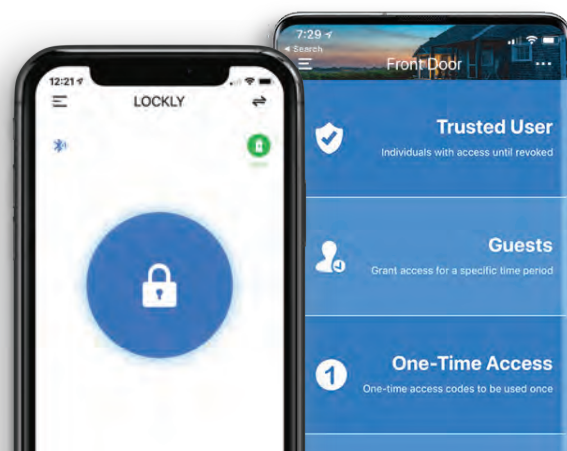 12:21
LOCKLY
7:29
Search
Front Door
Trusted User
Individuals with access until revoked
Guests
Grant access for a specific time period
1
One-Time Access
One-time access codes to be used once